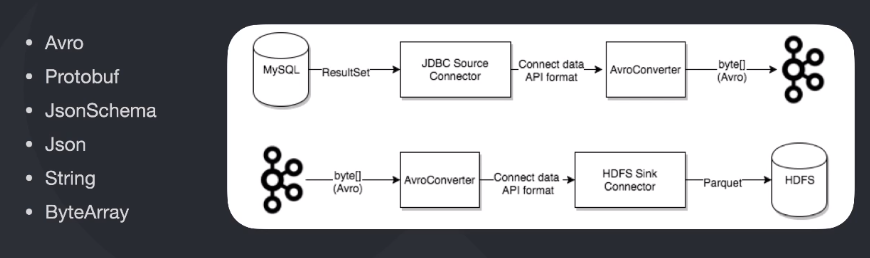 Avro
Protobuf
JsonSchema
Json
String
ByteArray
MySQL
ResultSet
JDBC Source
Connector
Connect data
API format
AvroConverter
byte[]
(Avro)
byte[]
(Avro)
AvroConverter
Connect data
API format
HDFS Sink
Connector
Parquet
HDFS